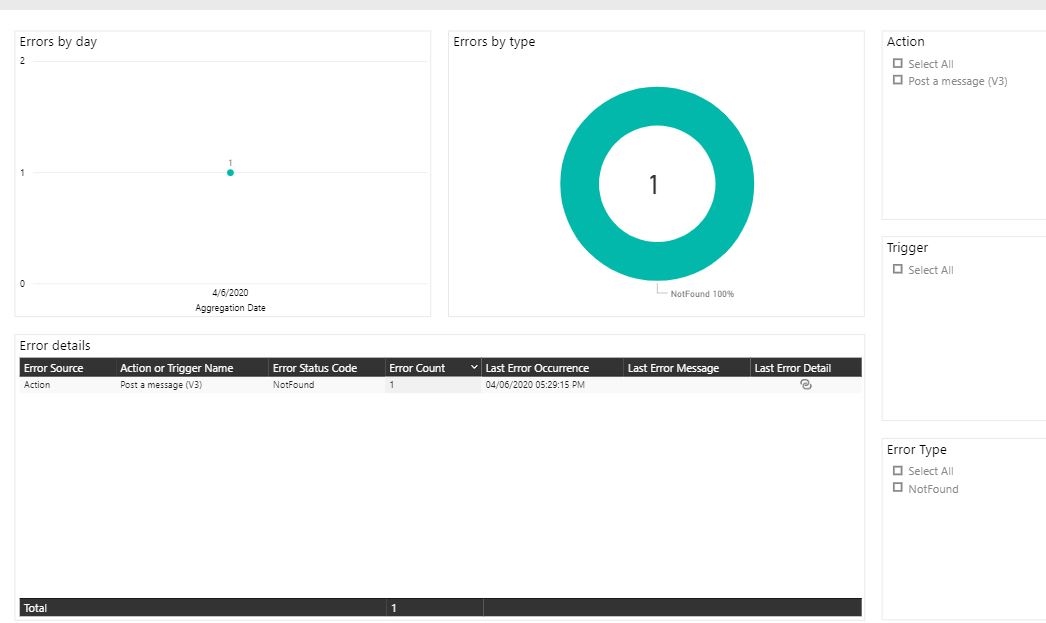 Errors by day
2
1
1
0
4/6/2020
Aggregation Date
Errors by type
1
NotFound 100%
Action
Select All
Post a message (V3)
Trigger
Select All
Error Type
Select All
NotFound
Error details
Error Source Action or Trigger Name Error Status Code Error Count Last Error Occurrence Last Error Message Last Error Detail
Action Post a message (V3) NotFound 1 04/06/2020 05:29:15 PM
Total 1